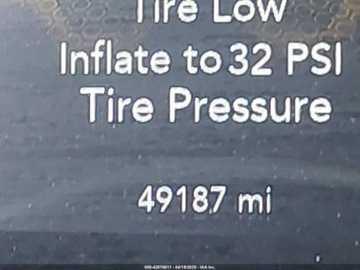 Tire Low
Inflate to 32 PSI
Tire Pressure
49187 mi